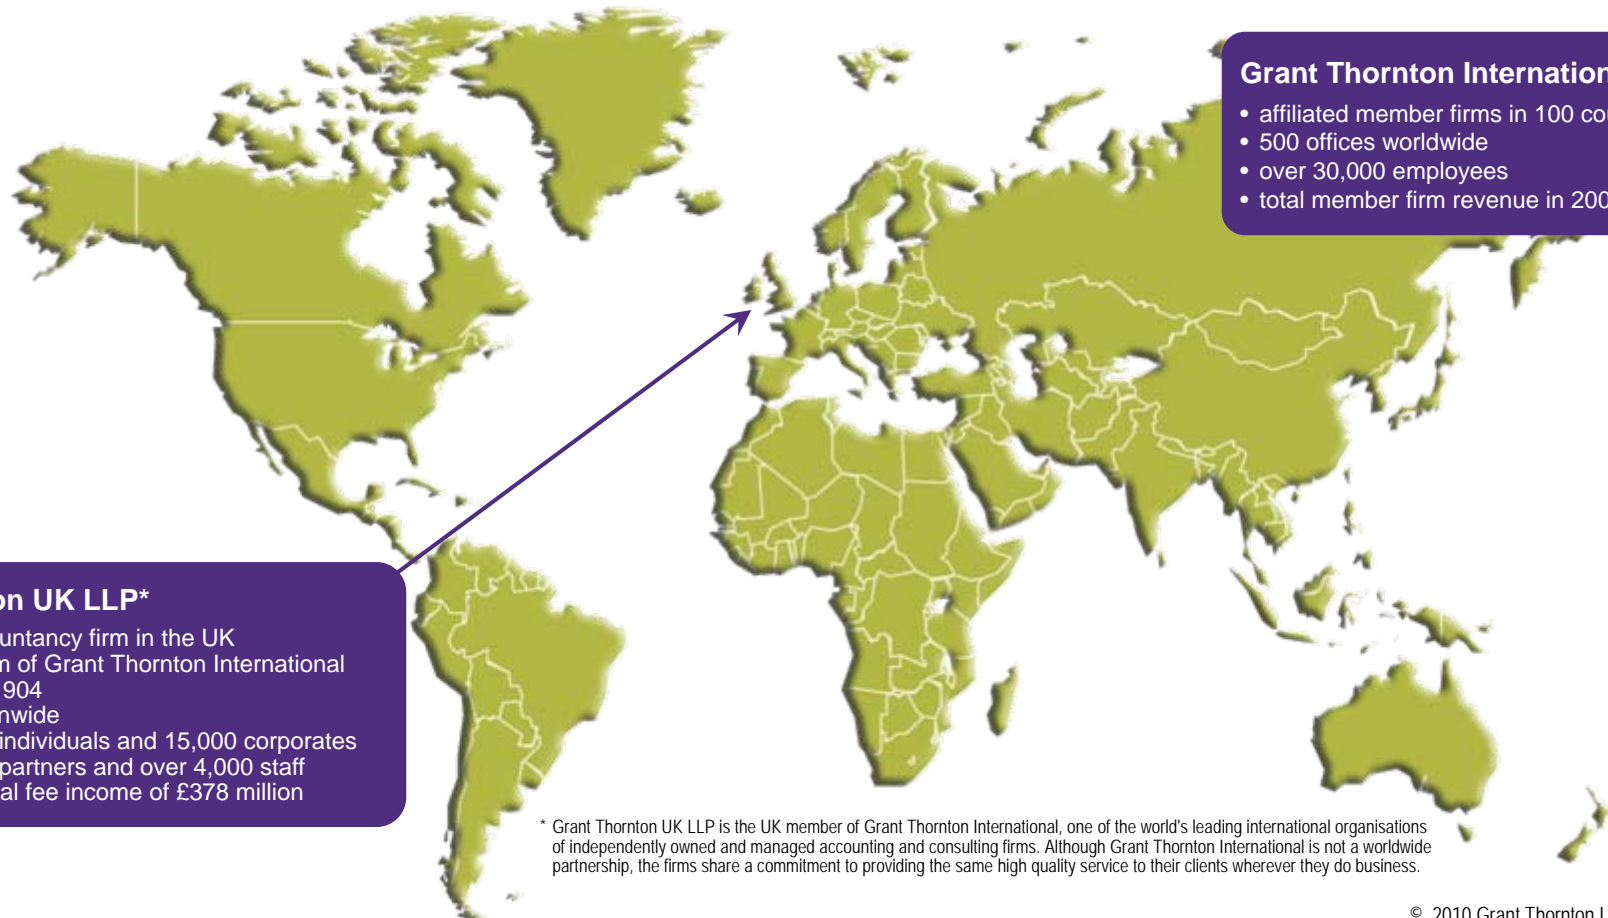 Grant Thornton Internation
• affiliated member firms in 100 cou
• 500 offices worldwide
• over 30,000 employees
• total member firm revenue in 200
on UK LLP*
untancy firm in the UK
m of Grant Thornton International
1904
nwide
individuals and 15,000 corporates
partners and over 4,000 staff
al fee income of £378 million
* Grant Thornton UK LLP is the UK member of Grant Thornton International, one of the world's leading international organisations
of independently owned and managed accounting and consulting firms. Although Grant Thornton International is not a worldwide
partnership, the firms share a commitment to providing the same high quality service to their clients wherever they do business.
© 2010 Grant Thornton U